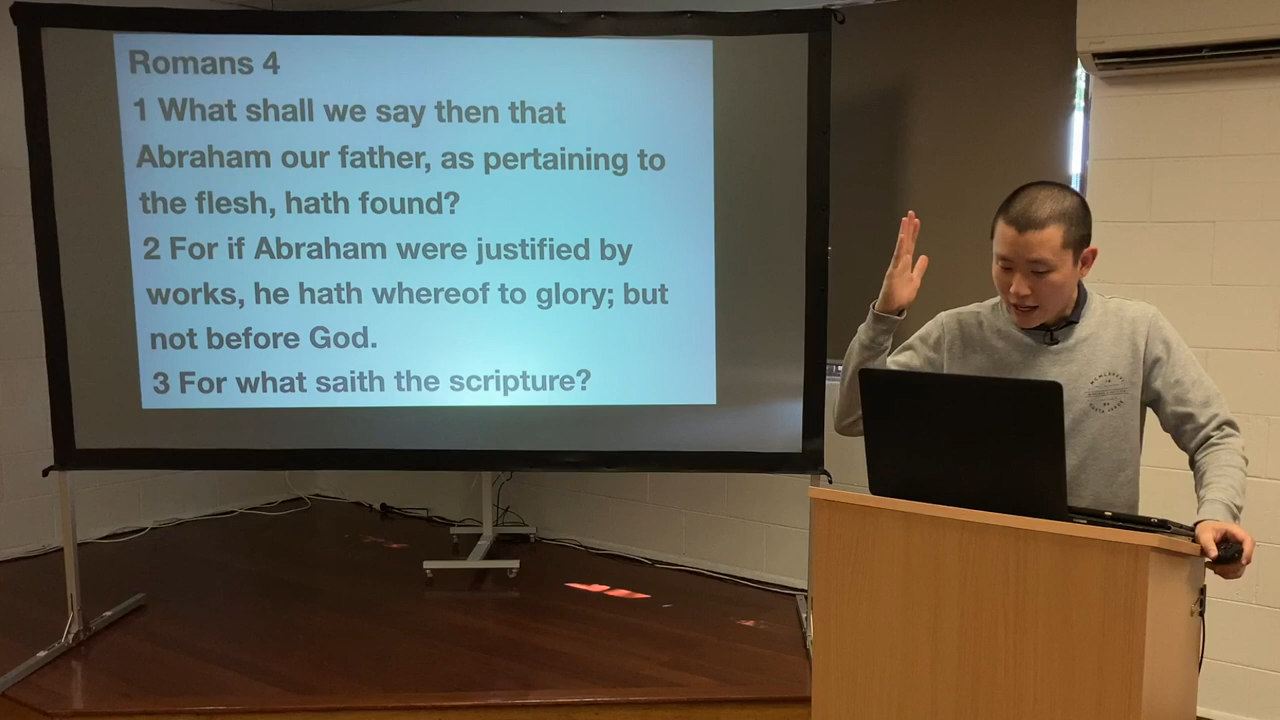 Romans 4
1 What shall we say then that
Abraham our father, as pertaining to
the flesh, hath found?
2 For if Abraham were justified by
works, he hath whereof to glory; but
not before God.
3 For what saith the scripture?